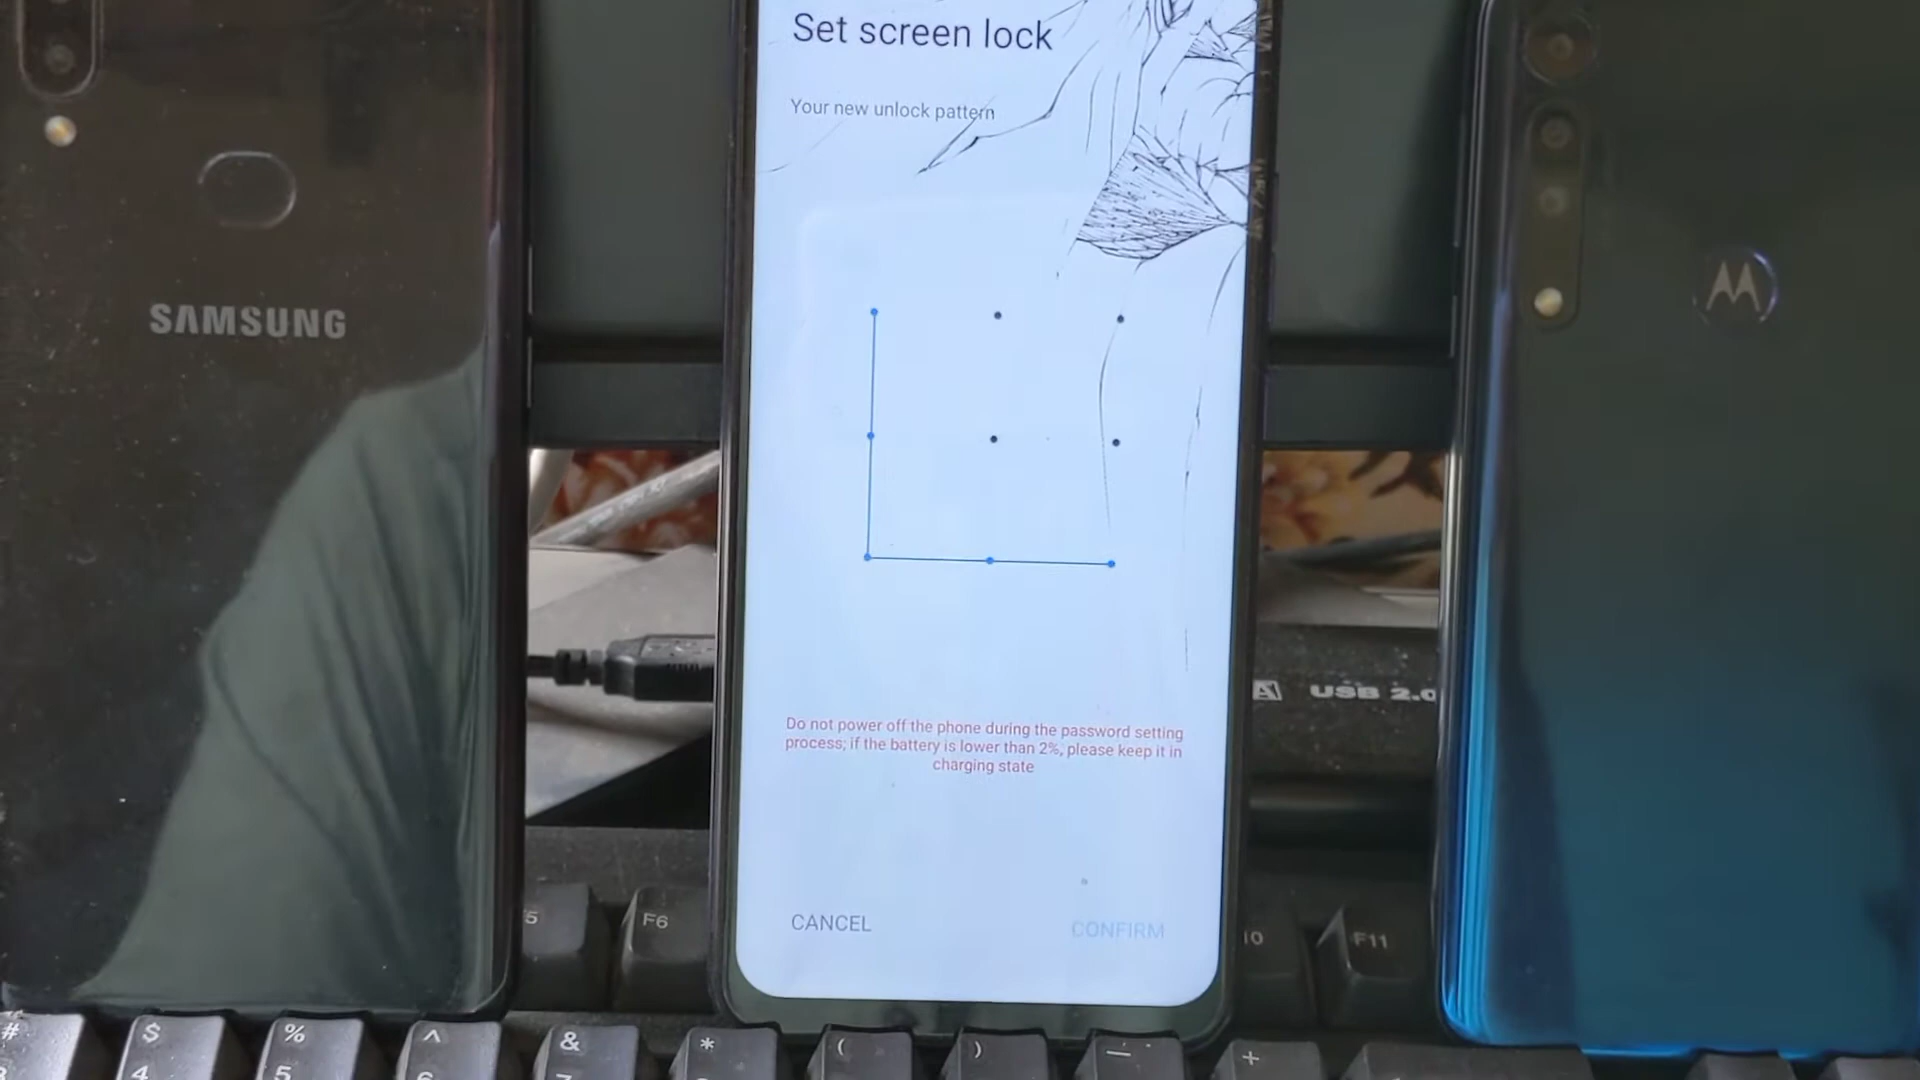 Set screen lock
Your new unlock pattern
SAMSUNG
USB 2.0
Do not power off the phone during the password setting
process; if the battery is lower than 2%, please keep it in
charging state
CANCEL
CONFIRM
5
F6
10
F11
#
$
%
^
&
*
(
)
+
4
5